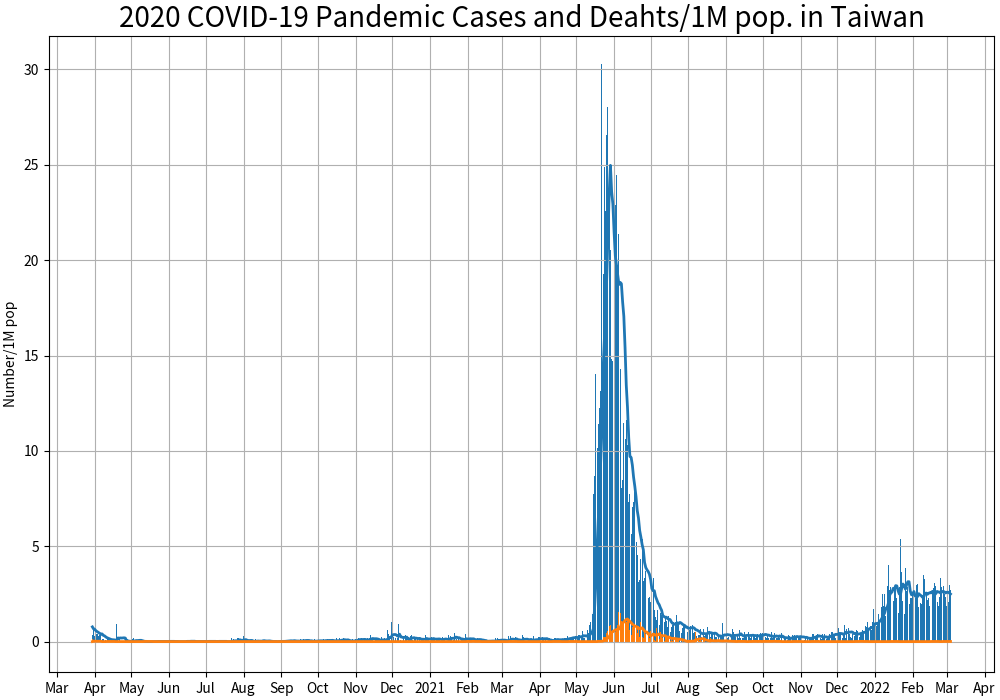 2020 COVID-19 Pandemic Cases and Deahts/1M pop. in Taiwan
Number/1M pop
30
25
20
15
10
5
0
Mar Apr May Jun Jul Aug Sep Oct Nov Dec 2021 Feb Mar Apr May Jun Jul Aug Sep Oct Nov Dec 2022 Feb Mar Apr